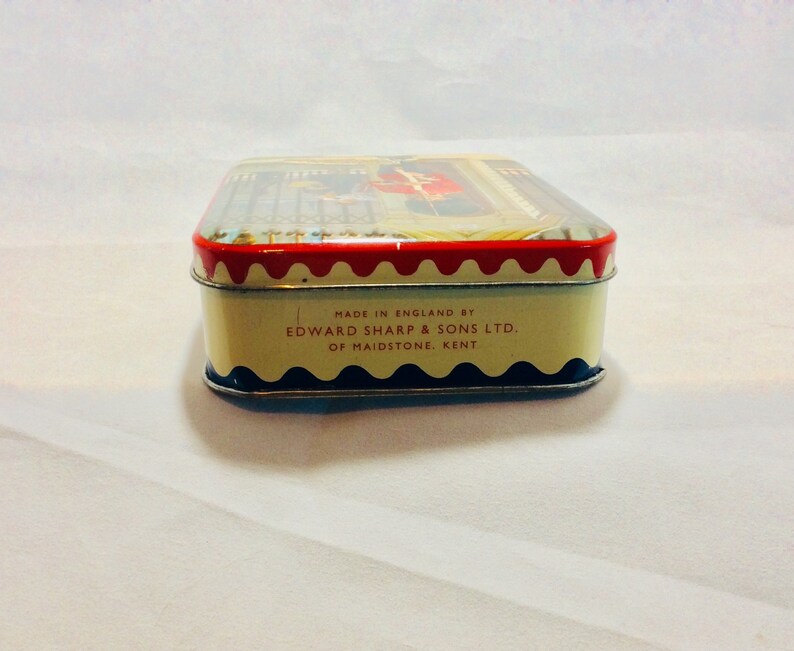 MADE IN ENGLAND BY
EDWARD SHARP & SONS LTD.
OF MAIDSTONE, KENT